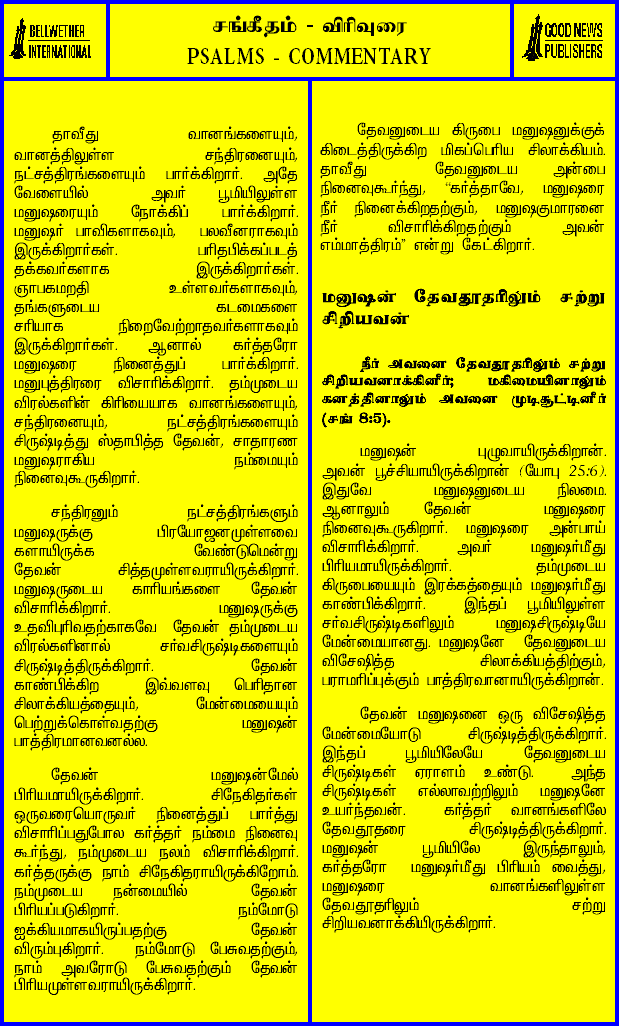 BELLWETHER
INTERNATIONAL
சங்கீதம் - விரிவுரை
PSALMS - COMMENTARY
GOOD NEWS
PUBLISHERS
தாவீது வானங்களையும்,
வானத்திலுள்ள சந்திரனையும்,
நட்சத்திரங்களையும் பார்க்கிறார். அதே
வேளையில் அவர் பூமியிலுள்ள
மனுஷரையும் நோக்கிப் பார்க்கிறார்.
மனுஷர் பாவிகளாகவும், பலவீனராகவும்
இருக்கிறார்கள். பரிதபிக்கப்படத்
தக்கவர்களாக இருக்கிறார்கள்.
ஞாபகமறதி உள்ளவர்களாகவும்,
தங்களுடைய கடமைகளை
சரியாக நிறைவேற்றாதவர்களாகவும்
இருக்கிறார்கள். ஆனால் கர்த்தரோ
மனுஷரை நினைத்துப் பார்க்கிறார்.
மனுபுத்திரரை விசாரிக்கிறார். தம்முடைய
விரல்களின் கிரியையாக வானங்களையும்,
சந்திரனையும், நட்சத்திரங்களையும்
சிருஷ்டித்து ஸ்தாபித்த தேவன், சாதாரண
மனுஷராகிய நம்மையும்
நினைவுகூருகிறார்.
சந்திரனும் நட்சத்திரங்களும்
மனுஷருக்கு பிரயோஜனமுள்ளவை
களாயிருக்க வேண்டுமென்று
தேவன் சித்தமுள்ளவராயிருக்கிறார்.
மனுஷருடைய காரியங்களை தேவன்
விசாரிக்கிறார். மனுஷருக்கு
உதவிபுரிவதற்காகவே தேவன் தம்முடைய
விரல்களினால் சர்வசிருஷ்டிகளையும்
சிருஷ்டித்திருக்கிறார். தேவன்
காண்பிக்கிற இவ்வளவு பெரிதான
சிலாக்கியத்தையும், மேன்மையையும்
பெற்றுக்கொள்வதற்கு மனுஷன்
பாத்திரமானவனல்ல.
தேவன் மனுஷன்மேல்
பிரியமாயிருக்கிறார். சிநேகிதர்கள்
ஒருவரையொருவர் நினைத்துப் பார்த்து
விசாரிப்பதுபோல கர்த்தர் நம்மை நினைவு
கூர்ந்து, நம்முடைய நலம் விசாரிக்கிறார்.
கர்த்தருக்கு நாம் சிநேகிதராயிருக்கிறோம்.
நம்முடைய நன்மையில் தேவன்
பிரியப்படுகிறார். நம்மோடு
ஐக்கியமாகயிருப்பதற்கு தேவன்
விரும்புகிறார். நம்மோடு பேசுவதற்கும்,
நாம் அவரோடு பேசுவதற்கும் தேவன்
பிரியமுள்ளவராயிருக்கிறார்.
தேவனுடைய கிருபை மனுஷனுக்குக்
கிடைத்திருக்கிற மிகப்பெரிய சிலாக்கியம்.
தாவீது தேவனுடைய அன்பை
நினைவுகூர்ந்து, “கர்த்தாவே, மனுஷரை
நீர் நினைக்கிறதற்கும், மனுஷகுமாரனை
நீர் விசாரிக்கிறதற்கும் அவன்
எம்மாத்திரம்” என்று கேட்கிறார்.
மனுஷன் தேவதூதரிலும் சற்று
சிறியவன்
நீர் அவனை தேவதூதரிலும் சற்று
சிறியவனாக்கினீர்; மகிமையினாலும்
கனத்தினாலும் அவனை முடிசூட்டினீர்
(சங் 8:5).
மனுஷன் புழுவாயிருக்கிறான்.
அவன் பூச்சியாயிருக்கிறான் (யோபு 25:6).
இதுவே மனுஷனுடைய நிலமை.
ஆனாலும் தேவன் மனுஷரை
நினைவுகூருகிறார். மனுஷரை அன்பாய்
விசாரிக்கிறார். அவர் மனுஷர்மீது
பிரியமாயிருக்கிறார். தம்முடைய
கிருபையையும் இரக்கத்தையும் மனுஷர்மீது
காண்பிக்கிறார். இந்தப் பூமியிலுள்ள
சர்வசிருஷ்டிகளிலும் மனுஷசிருஷ்டியே
மேன்மையானது. மனுஷனே தேவனுடைய
விசேஷித்த சிலாக்கியத்திற்கும்,
பராமரிப்புக்கும் பாத்திரவானாயிருக்கிறான்.
தேவன் மனுஷனை ஒரு விசேஷித்த
மேன்மையோடு சிருஷ்டித்திருக்கிறார்.
இந்தப் பூமியிலேயே தேவனுடைய
சிருஷ்டிகள் ஏராளம் உண்டு. அந்த
சிருஷ்டிகள் எல்லாவற்றிலும் மனுஷனே
உயர்ந்தவன். கர்த்தர் வானங்களிலே
தேவதூதரை சிருஷ்டித்திருக்கிறார்.
மனுஷன் பூமியிலே இருந்தாலும்,
கர்த்தரோ மனுஷர்மீது பிரியம் வைத்து,
மனுஷரை வானங்களிலுள்ள
தேவதூதரிலும் சற்று
சிறியவனாக்கியிருக்கிறார்.